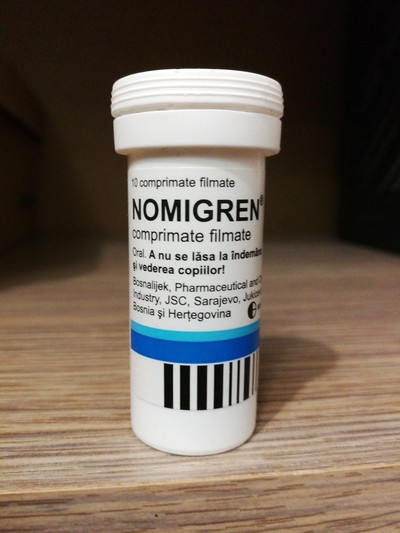 10 comprimate filmate
NOMIGREN®
comprimate filmate
Oral. A nu se lăsa la îndemâna
și vederea copiilor!
Bosnalijek, Pharmaceutical and
Industry, JSC, Sarajevo,
Bosnia și Herțegovina